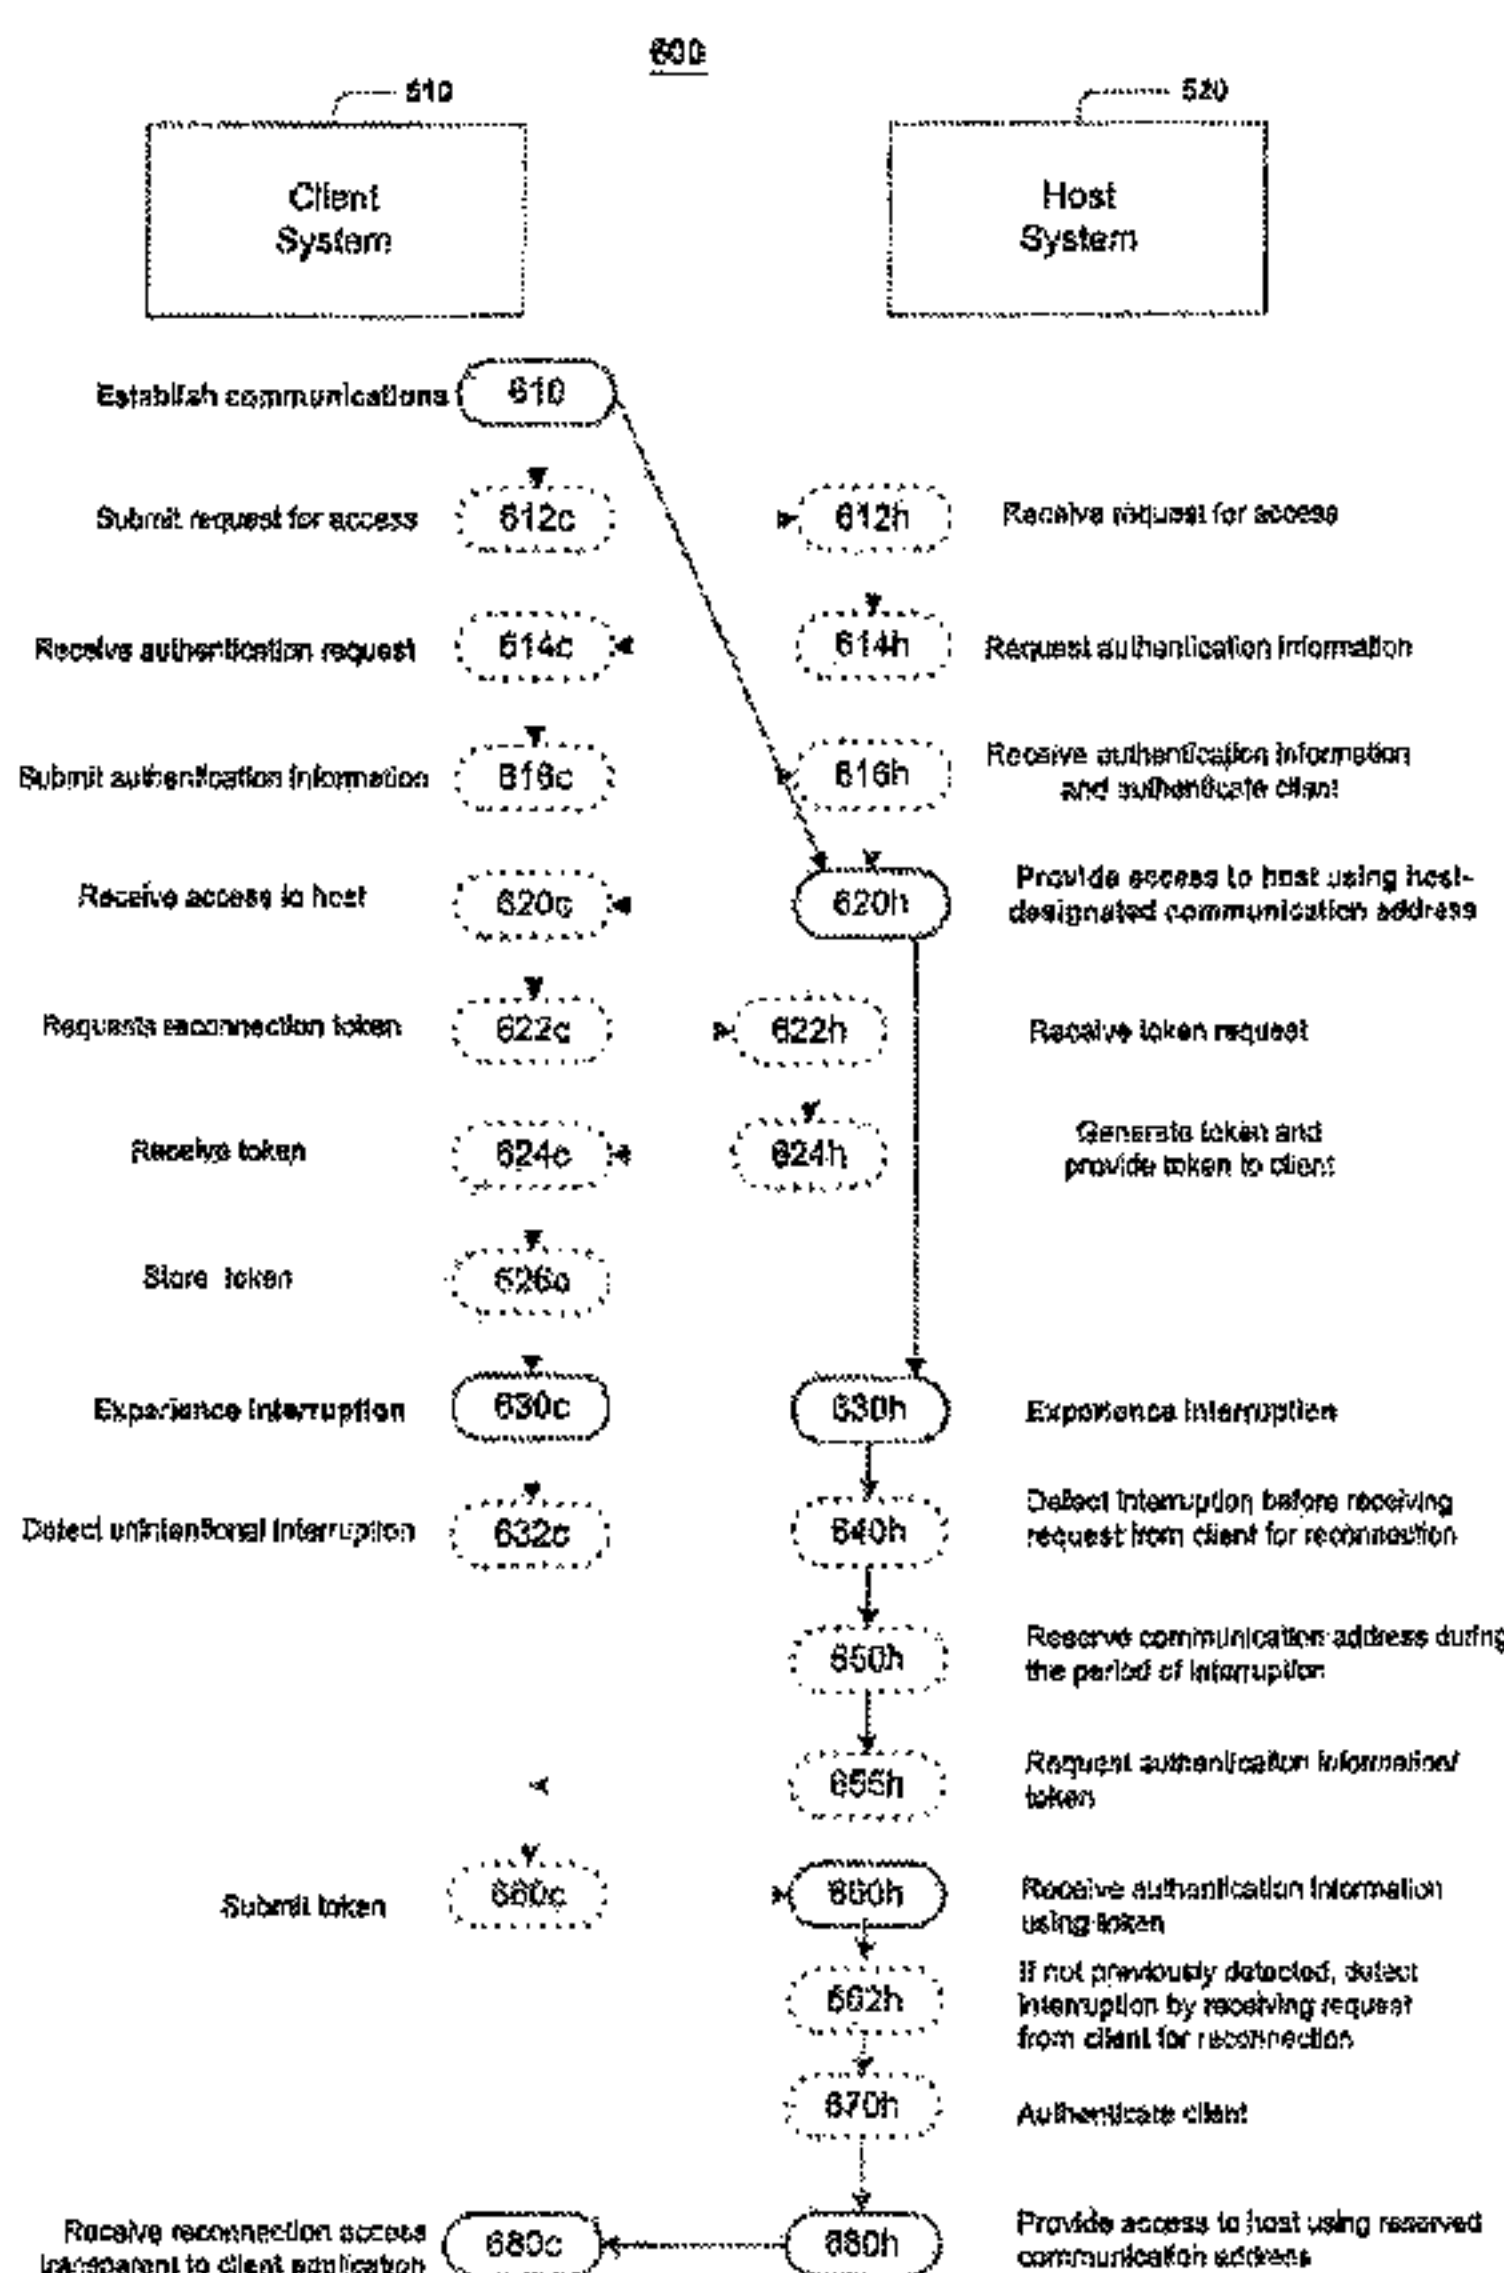 600
510
520
Client
System
Host
System
Establish communications
610
Submit request for access
612c
612h
Receive request for access
Receive authentication request
614c
614h
Request authentication information
Submit authentication information
616c
616h
Receive authentication information
and authenticate client
Receive access to host
620c
620h
Provide access to host using host-
designated communication address
Requests reconnection token
622c
622h
Receive token request
Receive token
624c
624h
Generate token and
provide token to client
Store token
626c
Experience interruption
630c
630h
Experience interruption
Detect unintentional interruption
632c
640h
Detect interruption before receiving
request from client for reconnection
650h
Reserve communication address during
the period of interruption
655h
Request authentication information/
token
Submit token
660c
660h
Receive authentication information
using token
662h
If not previously detected, detect
interruption by receiving request
from client for reconnection
670h
Authenticate client
Receive reconnection access
transparent to client application
680c
680h
Provide access to host using reserved
communication address